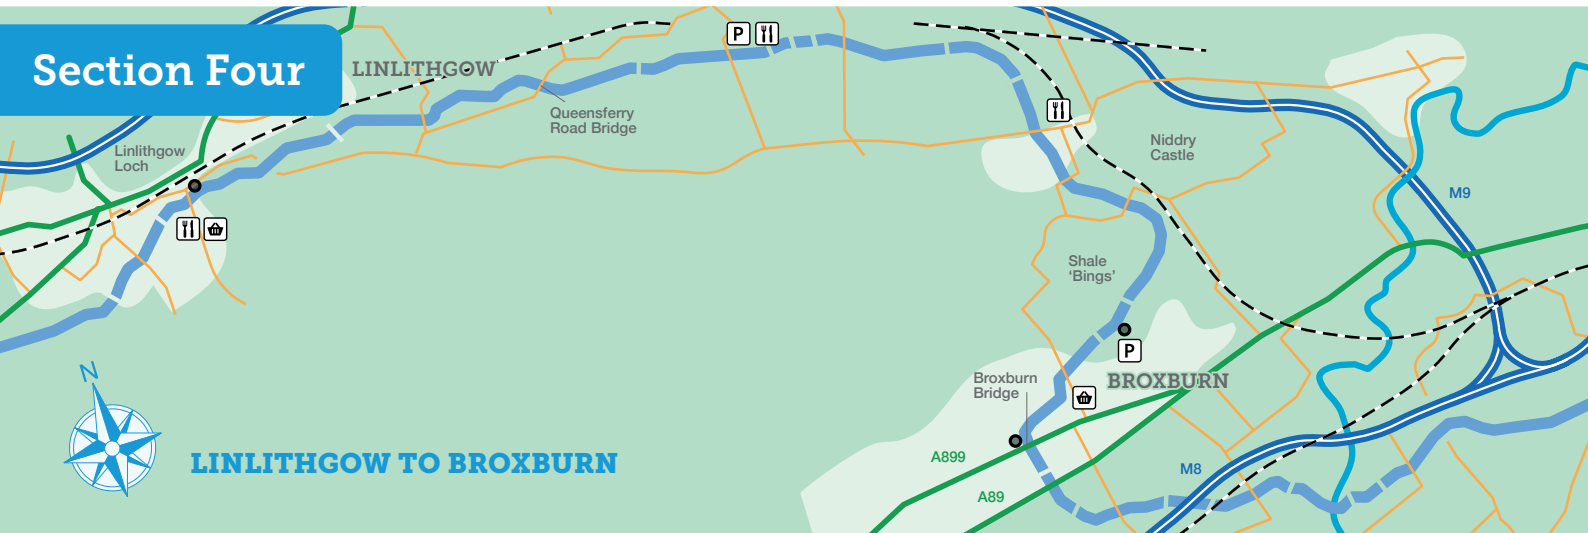 Section Four
LINLITHGOW
P
Queensferry
Road Bridge
Linlithgow
Loch
Niddry
Castle
M9
Shale
‘Bings’
P
Broxburn
Bridge
BROXBURN
N
LINLITHGOW TO BROXBURN
A899
A89
M8